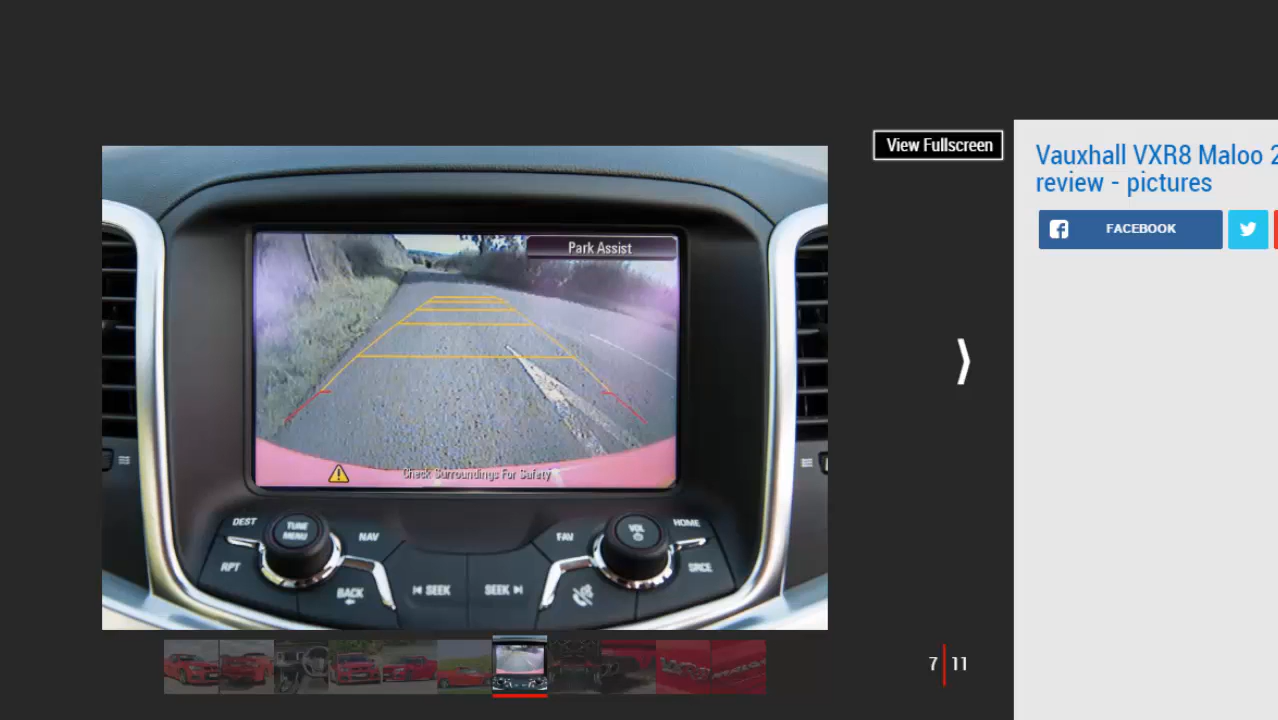 View Fullscreen
Vauxhall VXR8 Maloo
review - pictures
FACEBOOK
Park Assist
Check Surroundings For Safety
DEST
TUNE
MENU
NAV
FAV
VOL
HOME
RPT
BACK
SEEK
SEEK
SRCE
7 11